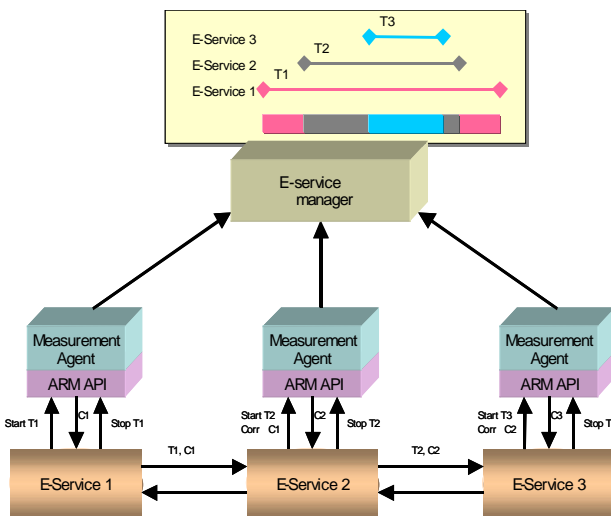 T3
E-Service 3
T2
E-Service 2
T1
E-Service 1
E-service
manager
Measurement
Agent
ARM API
Measurement
Agent
ARM API
Measurement
Agent
ARM API
Start T1
C1
Stop T1
Start T2
Corr C1
C2
Stop T2
Start T3
Corr C2
C3
Stop T
T1, C1
T2, C2
E-Service 1
E-Service 2
E-Service 3